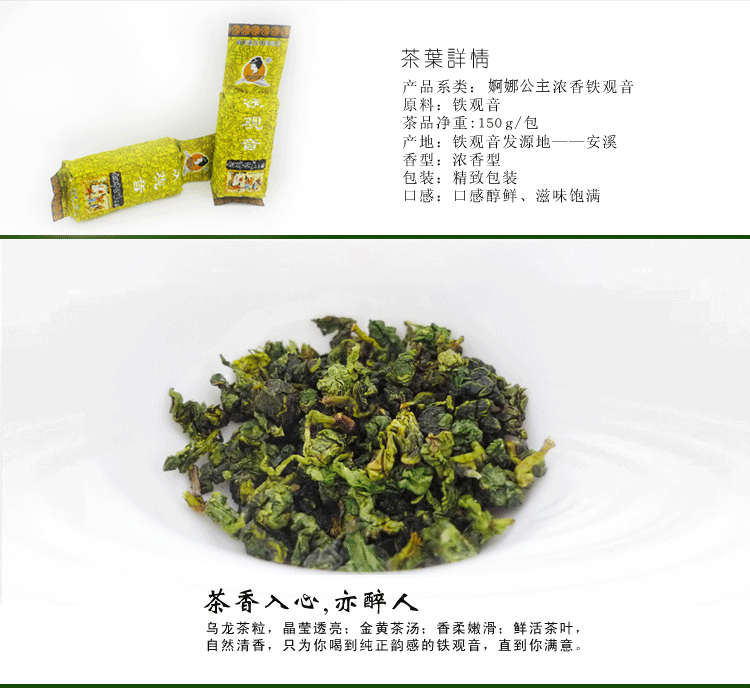 茶葉詳情
产品系类：婀娜公主浓香铁观音
原料：铁观音
茶品净重:150g/包
产地：铁观音发源地——安溪
香型：浓香型
包装：精致包装
口感：口感醇鲜、滋味饱满
铁观音
茶香入心,亦醉人
乌龙茶粒，晶莹透亮；金黄茶汤；香柔嫩滑；鲜活茶叶，
自然清香，只为你喝到纯正韵感的铁观音，直到你满意。